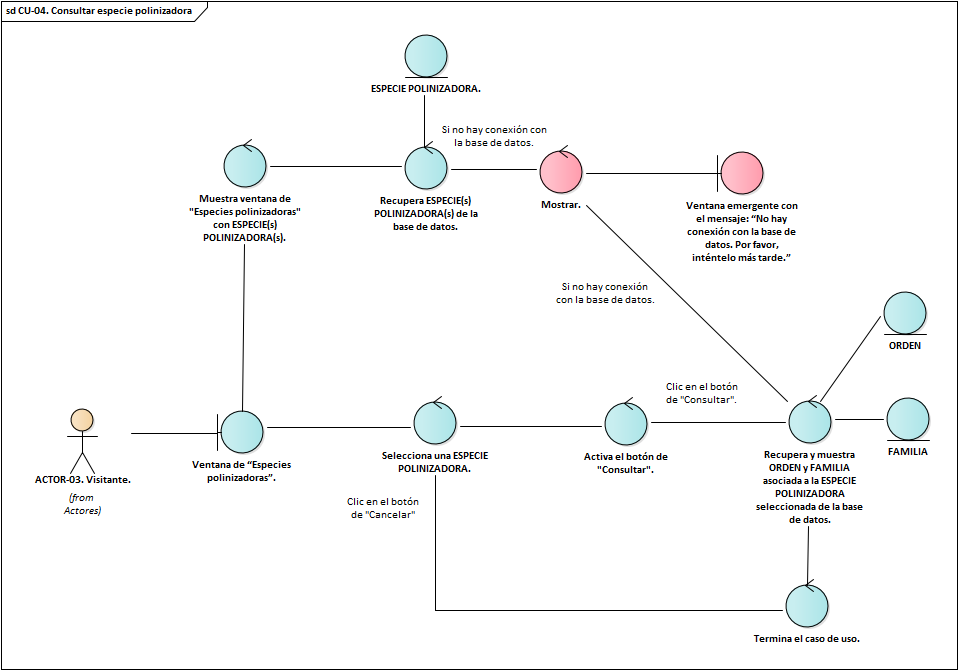 sd CU-04. Consultar especie polinizadora
ESPECIE POLINIZADORA.
Si no hay conexión con
la base de datos.
Muestra ventana de
"Especies polinizadoras"
con ESPECIE(s)
POLINIZADORA(s).
Recupera ESPECIE(s)
POLINIZADORA(s) de la
base de datos.
Mostrar.
Ventana emergente con
el mensaje: “No hay
conexión con la base de
datos. Por favor,
inténtelo más tarde.”
Si no hay conexión
con la base de datos.
ORDEN
Clic en el botón
de "Consultar".
FAMILIA
ACTOR-03. Visitante.
(from
Actores)
Ventana de “Especies
polinizadoras”.
Selecciona una ESPECIE
POLINIZADORA.
Activa el botón de
"Consultar".
Recupera y muestra
ORDEN y FAMILIA
asociada a la ESPECIE
POLINIZADORA
seleccionada de la base
de datos.
Clic en el botón
de "Cancelar"
Termina el caso de uso.